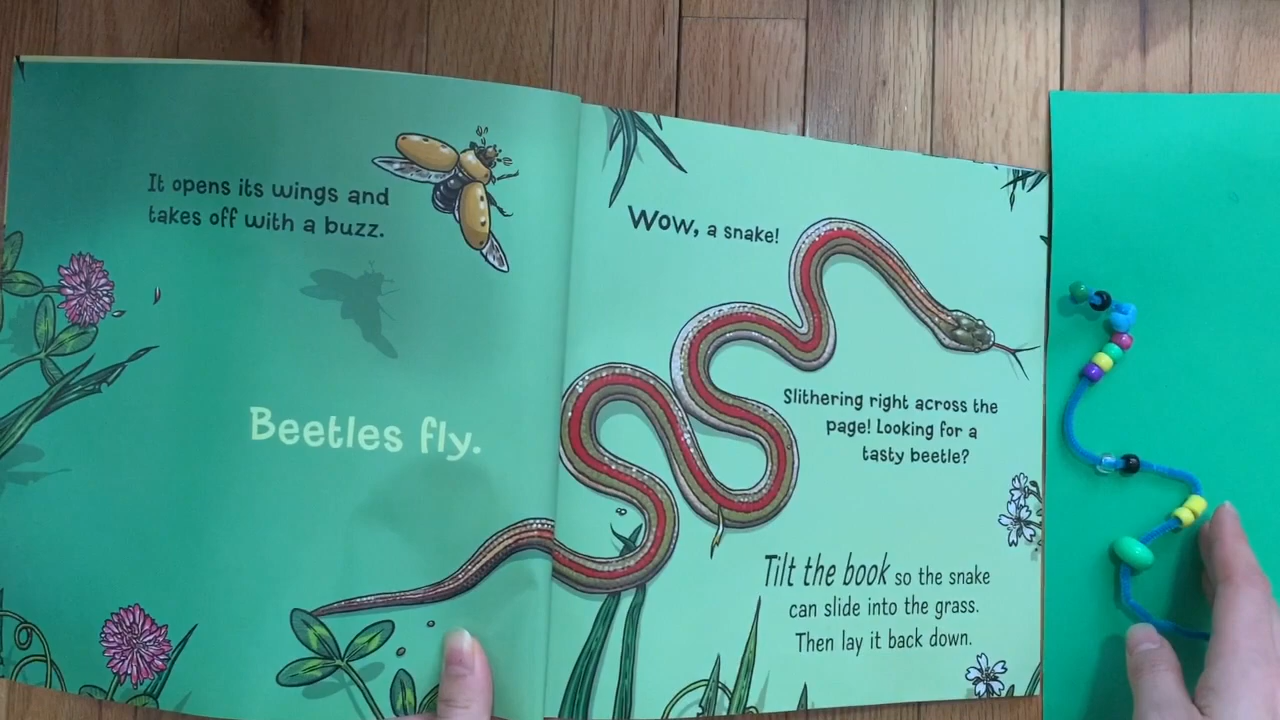 It opens its wings and
takes off with a buzz.
Beetles fly.
Wow, a snake!
Slithering right across the
page! Looking for a
tasty beetle?
Tilt the book so the snake
can slide into the grass.
Then lay it back down.